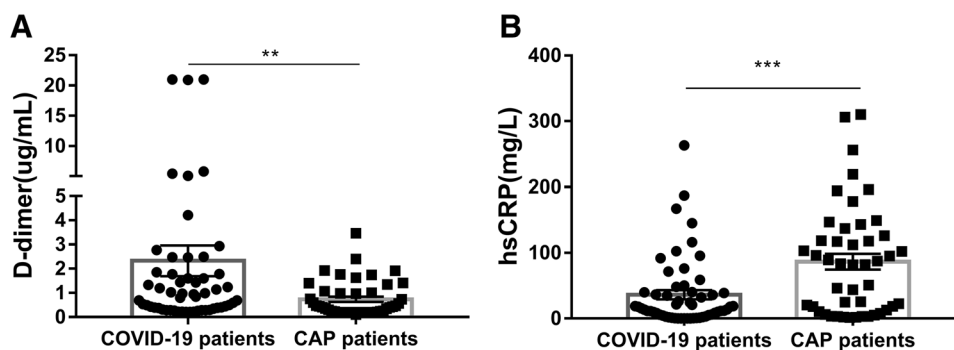 A
D-dimer(ug/mL)
25
20
15
10
5
5
4
3
2
1
0
**
COVID-19 patients
CAP patients
B
hsCRP(mg/L)
400
300
200
100
0
***
COVID-19 patients
CAP patients